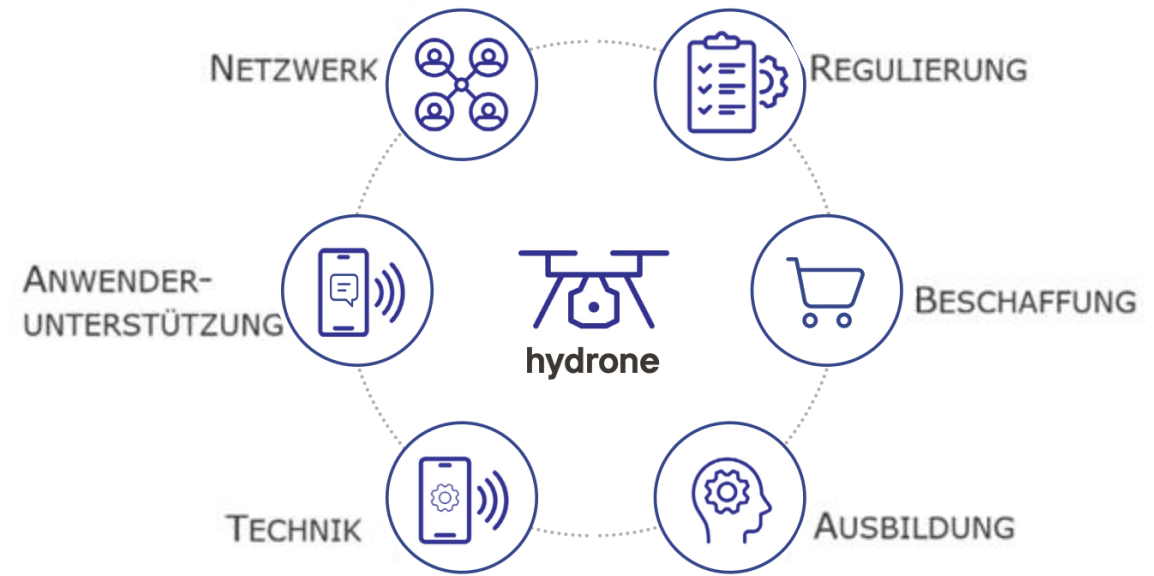 NETZWERK
REGULIERUNG
ANWENDER-
UNTERSTÜTZUNG
hydrone
BESCHAFFUNG
TECHNIK
AUSBILDUNG